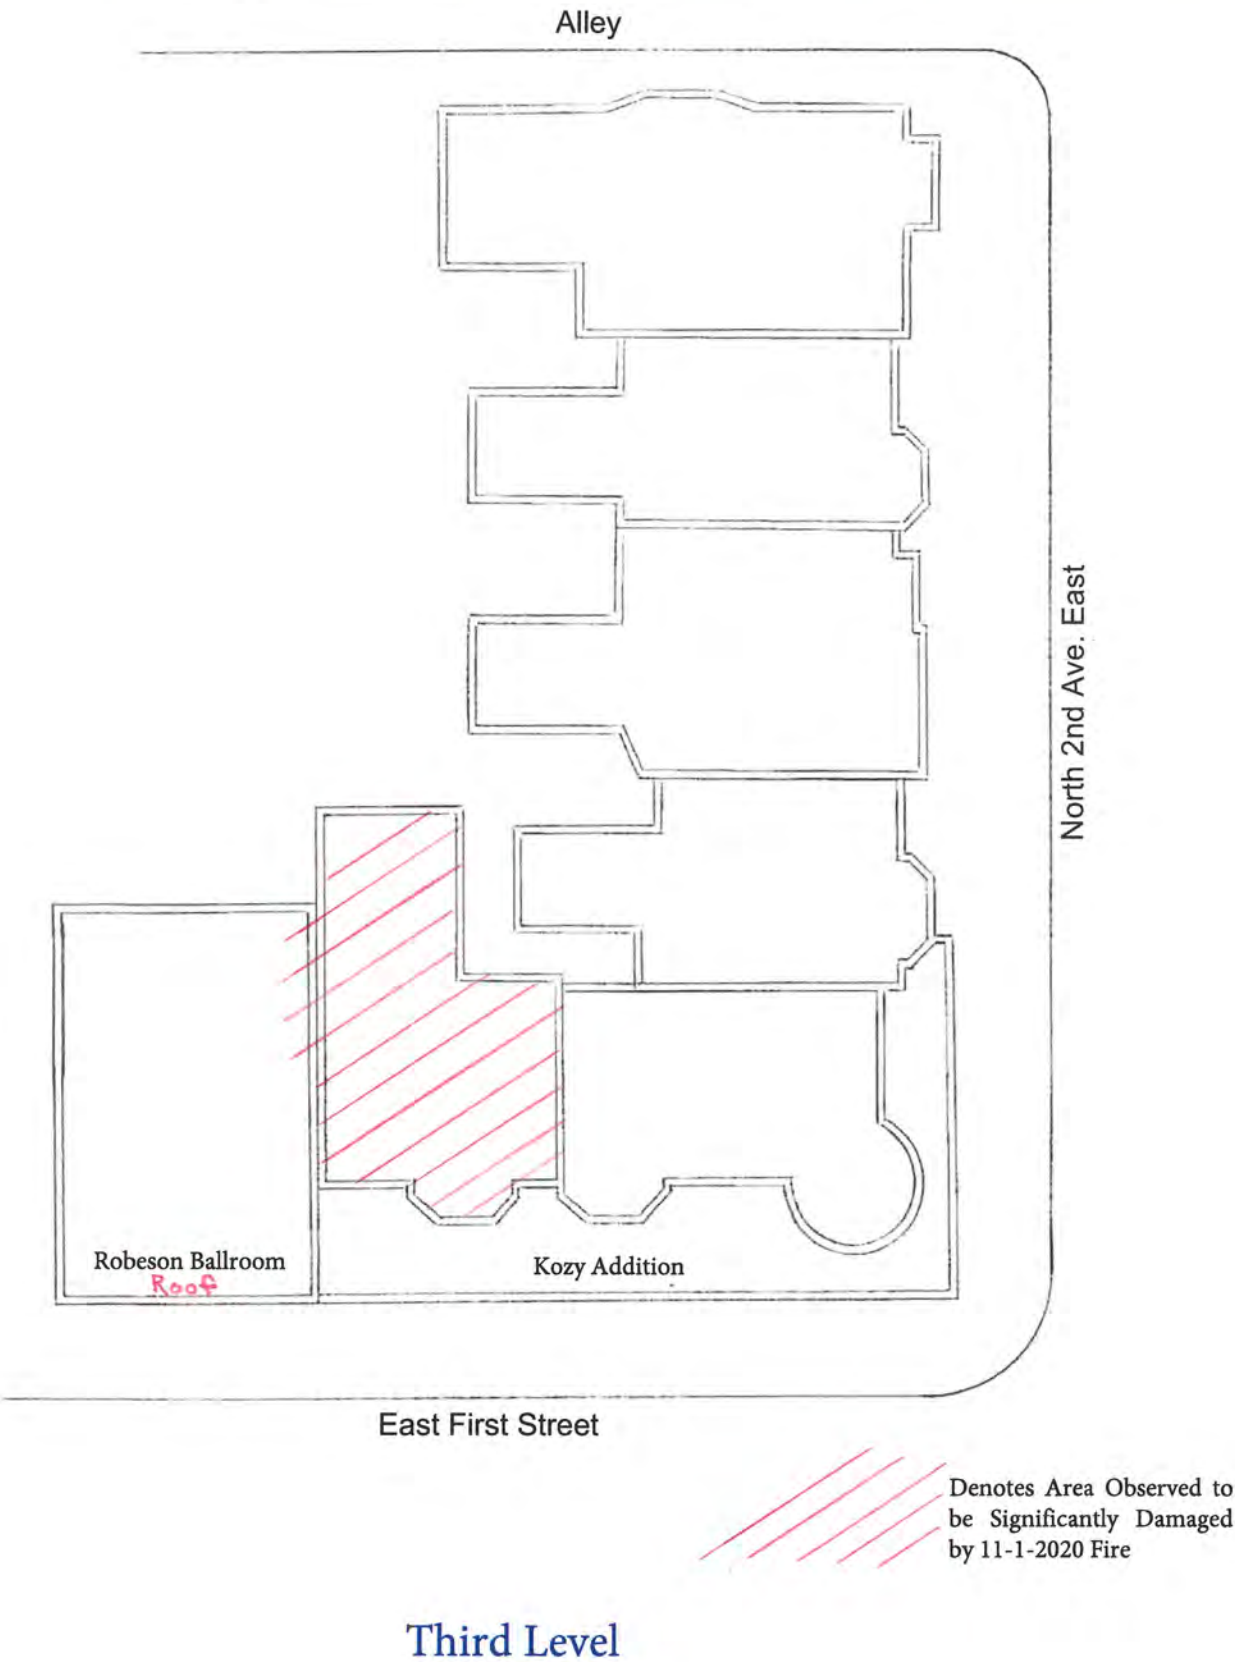 Alley
North 2nd Ave. East
Robeson Ballroom
Roof
Kozy Addition
East First Street
Denotes Area Observed to
be Significantly Damaged
by 11-1-2020 Fire
Third Level